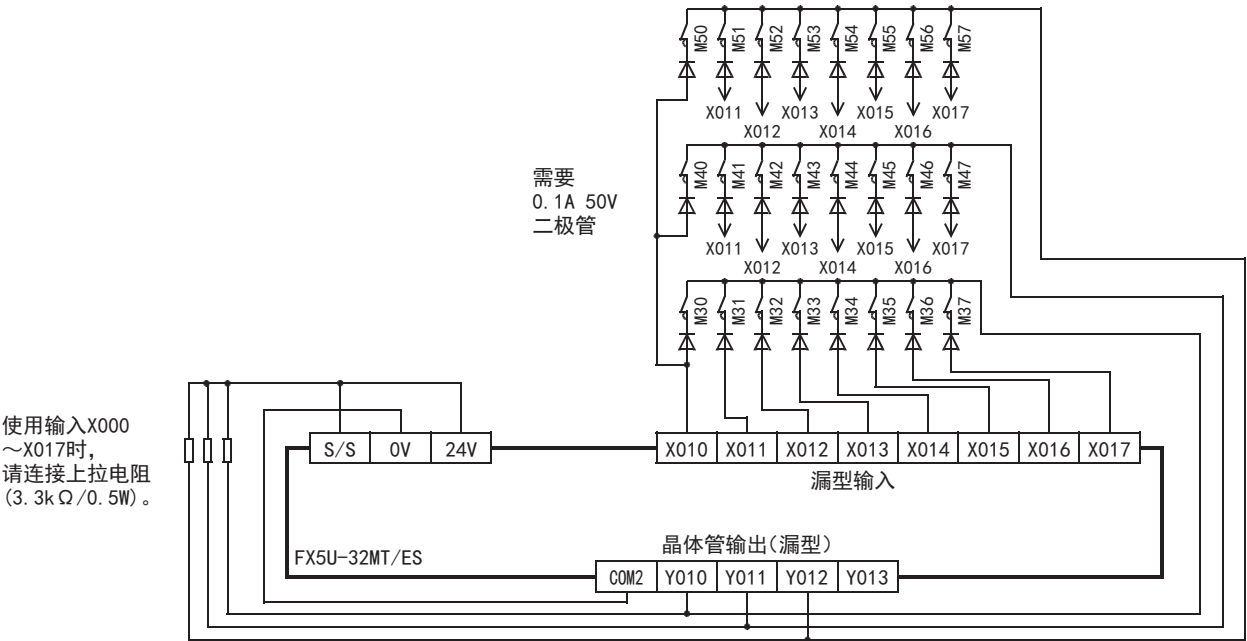 M50 M51 M52 M53 M54 M55 M56 M57
X011 X013 X015 X017
X012 X014 X016
M40 M41 M42 M43 M44 M45 M46 M47
需要
0.1A 50V
二极管
X011 X013 X015 X017
X012 X014 X016
M30 M31 M32 M33 M34 M35 M36 M37
使用输入X000
～X017时，
请连接上拉电阻
(3.3kΩ/0.5W)。
S/S 0V 24V
X010 X011 X012 X013 X014 X015 X016 X017
漏型输入
FX5U-32MT/ES
晶体管输出(漏型)
COM2 Y010 Y011 Y012 Y013